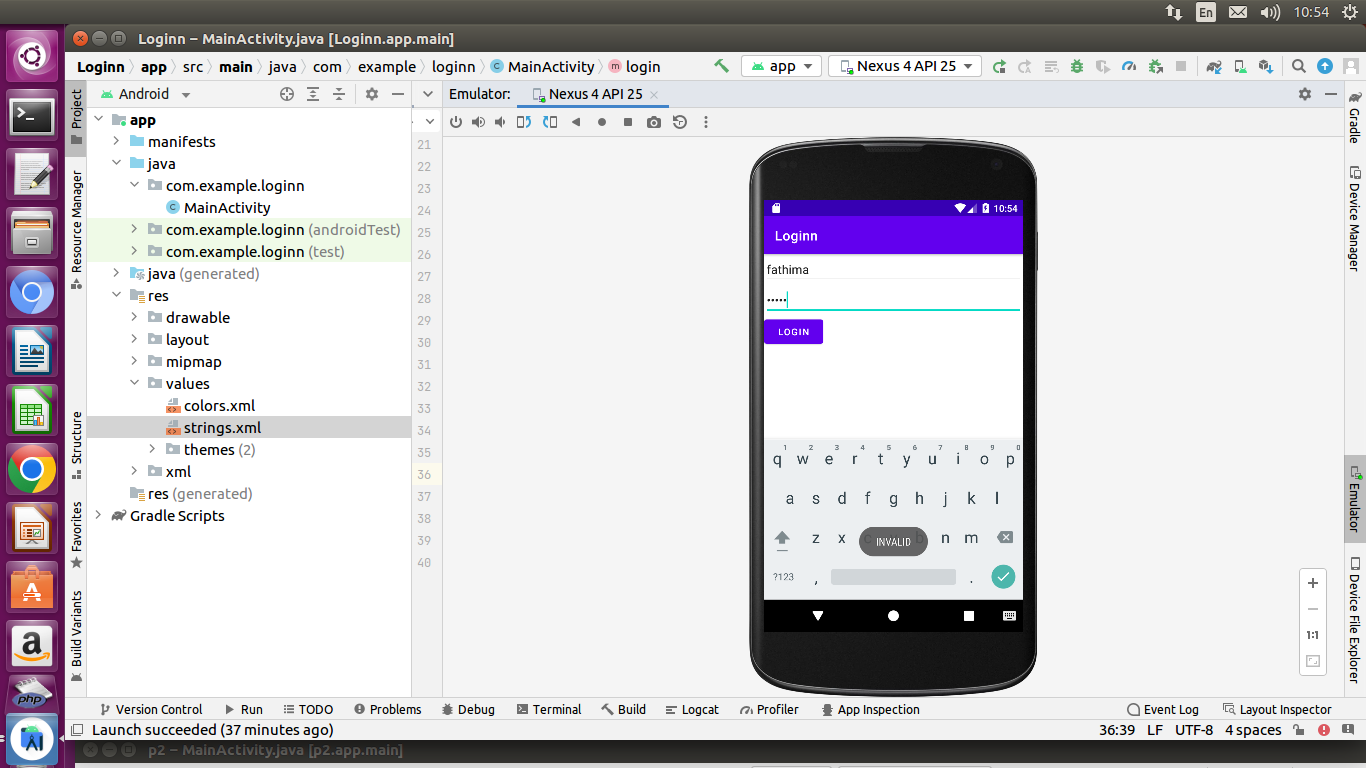 En 10:54
Loginn – MainActivity.java [Loginn.app.main]
Loginn app src main java com example loginn MainActivity login app Nexus 4 API 25
Project
Resource Manager
Structure
Favorites
Build Variants
Android
app
manifests
java
com.example.loginn
MainActivity
com.example.loginn (androidTest)
com.example.loginn (test)
java (generated)
res
drawable
layout
mipmap
values
colors.xml
strings.xml
themes (2)
xml
res (generated)
Gradle Scripts
21
22
23
24
25
26
27
28
29
30
31
32
33
34
35
36
37
38
39
40
Emulator: Nexus 4 API 25
10:54
Loginn
fathima
•••••
LOGIN
1 2 3 4 5 6 7 8 9 0
q w e r t y u i o p
a s d f g h j k l
z x c b n m
INVALID
?123 , .
1:1
Gradle
Device Manager
Emulator
Device File Explorer
Version Control Run TODO Problems Debug Terminal Build Logcat Profiler App Inspection Event Log Layout Inspector
Launch succeeded (37 minutes ago) 36:39 LF UTF-8 4 spaces
p2 – MainActivity.java [p2.app.main]
php
AI